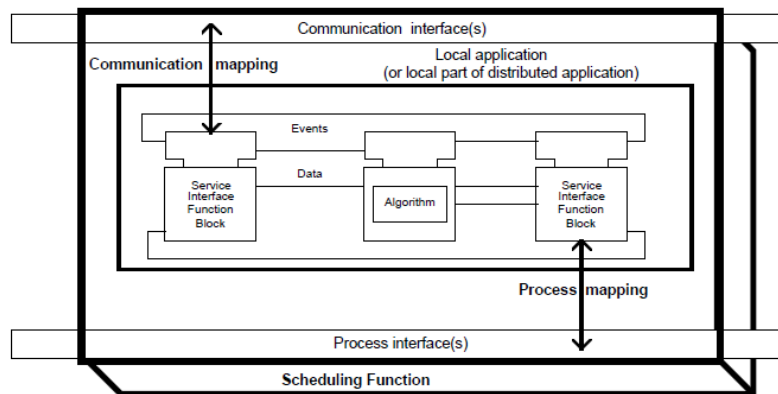 Communication interface(s)
Communication mapping
Local application
(or local part of distributed application)
Events
Data
Service
Interface
Function
Block
Algorithm
Service
Interface
Function
Block
Process mapping
Process interface(s)
Scheduling Function